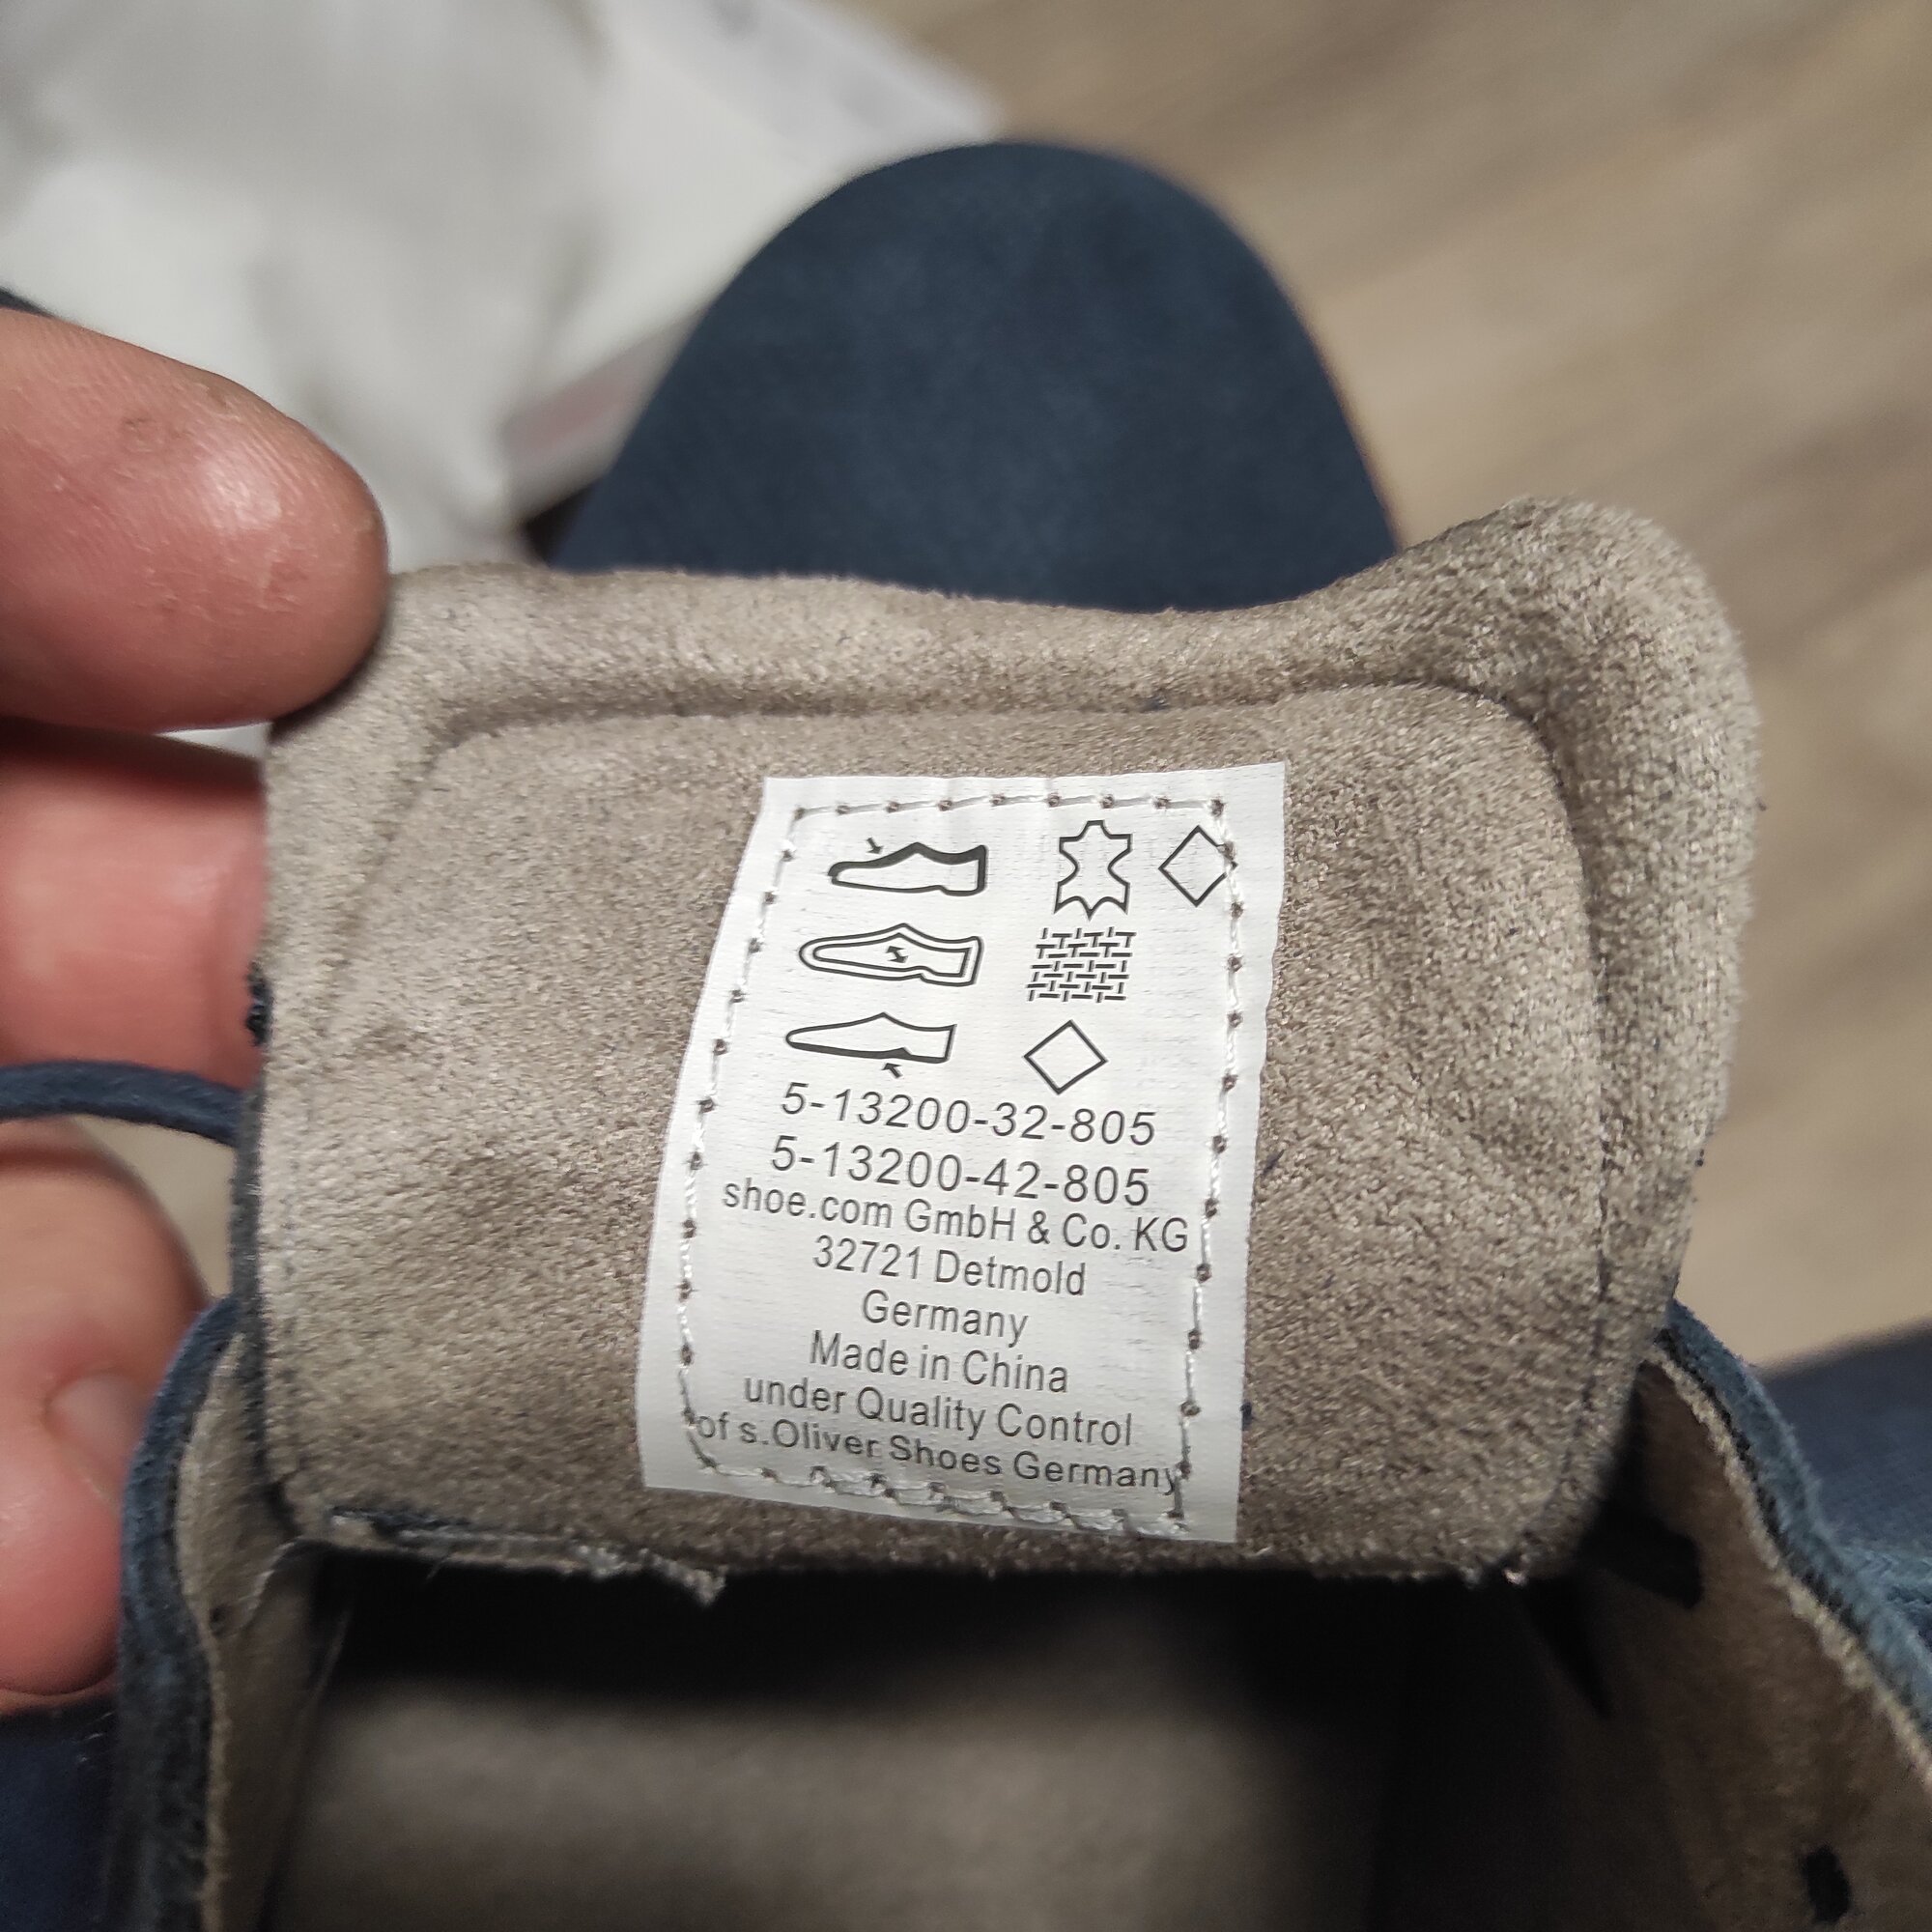 5-13200-32-805
5-13200-42-805
shoe.com GmbH & Co. KG
32721 Detmold
Germany
Made in China
under Quality Control
of s.Oliver Shoes Germany